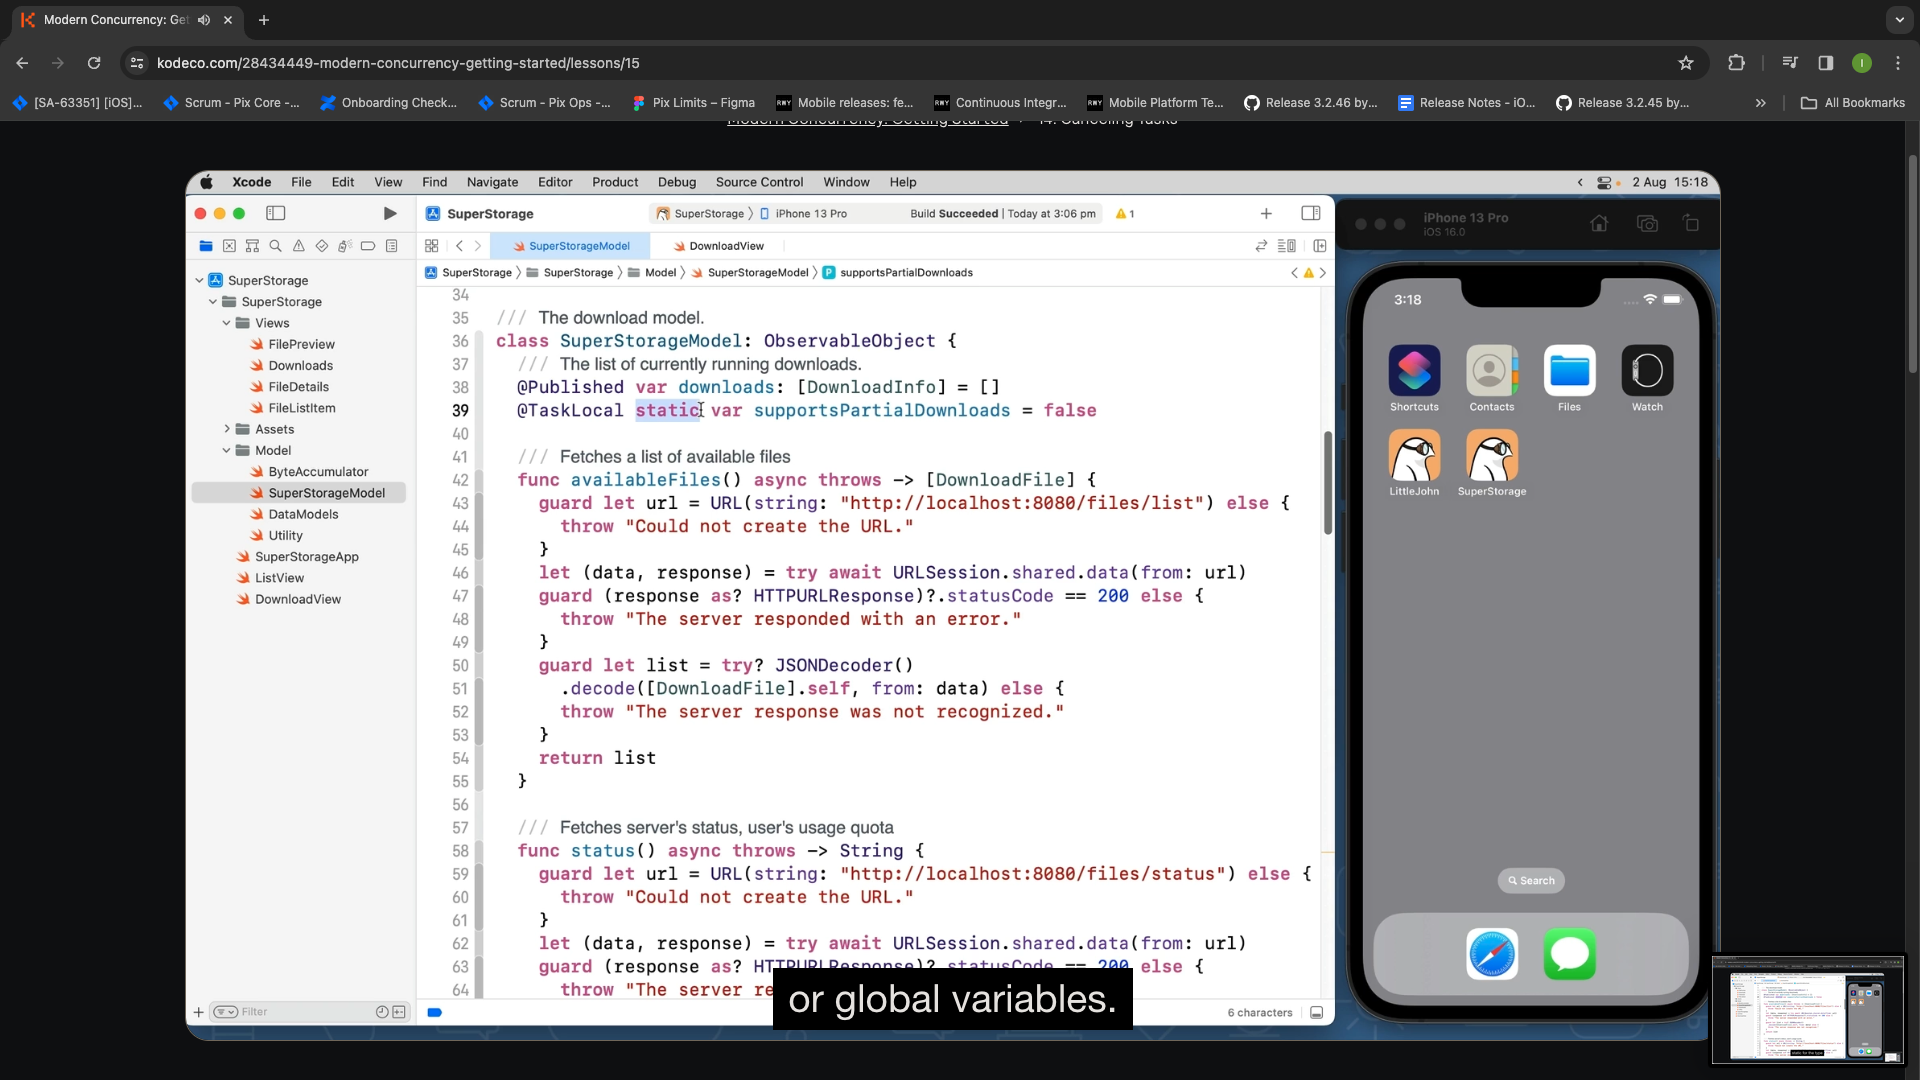 Modern Concurrency: Get
kodeco.com/28434449-modern-concurrency-getting-started/lessons/15
[SA-63351] [iOS]...
Scrum - Pix Core -...
Onboarding Check...
Scrum - Pix Ops -...
Pix Limits – Figma
RWY Mobile releases: fe...
RWY Continuous Integr...
RWY Mobile Platform Te...
Release 3.2.46 by...
Release Notes - iO...
Release 3.2.45 by...
»
All Bookmarks
Modern Concurrency: Getting Started
14. Canceling Tasks
Xcode File Edit View Find Navigate Editor Product Debug Source Control Window Help
2 Aug 15:18
SuperStorage
SuperStorage 〉 iPhone 13 Pro
Build Succeeded | Today at 3:06 pm
1
SuperStorageModel
DownloadView
SuperStorage 〉 SuperStorage 〉 Model 〉 SuperStorageModel 〉 P supportsPartialDownloads
SuperStorage
SuperStorage
Views
FilePreview
Downloads
FileDetails
FileListItem
Assets
Model
ByteAccumulator
SuperStorageModel
DataModels
Utility
SuperStorageApp
ListView
DownloadView
Filter
34
35 /// The download model.
36 class SuperStorageModel: ObservableObject {
37 /// The list of currently running downloads.
38 @Published var downloads: [DownloadInfo] = []
39 @TaskLocal static var supportsPartialDownloads = false
40
41 /// Fetches a list of available files
42 func availableFiles() async throws -> [DownloadFile] {
43 guard let url = URL(string: "http://localhost:8080/files/list") else {
44 throw "Could not create the URL."
45 }
46 let (data, response) = try await URLSession.shared.data(from: url)
47 guard (response as? HTTPURLResponse)?.statusCode == 200 else {
48 throw "The server responded with an error."
49 }
50 guard let list = try? JSONDecoder()
51 .decode([DownloadFile].self, from: data) else {
52 throw "The server response was not recognized."
53 }
54 return list
55 }
56
57 /// Fetches server's status, user's usage quota
58 func status() async throws -> String {
59 guard let url = URL(string: "http://localhost:8080/files/status") else {
60 throw "Could not create the URL."
61 }
62 let (data, response) = try await URLSession.shared.data(from: url)
63 guard (response as? HTTPURLResponse)?.statusCode == 200 else {
64 throw "The server re
or global variables.
6 characters
iPhone 13 Pro
iOS 16.0
3:18
Shortcuts
Contacts
Files
Watch
LittleJohn
SuperStorage
Search